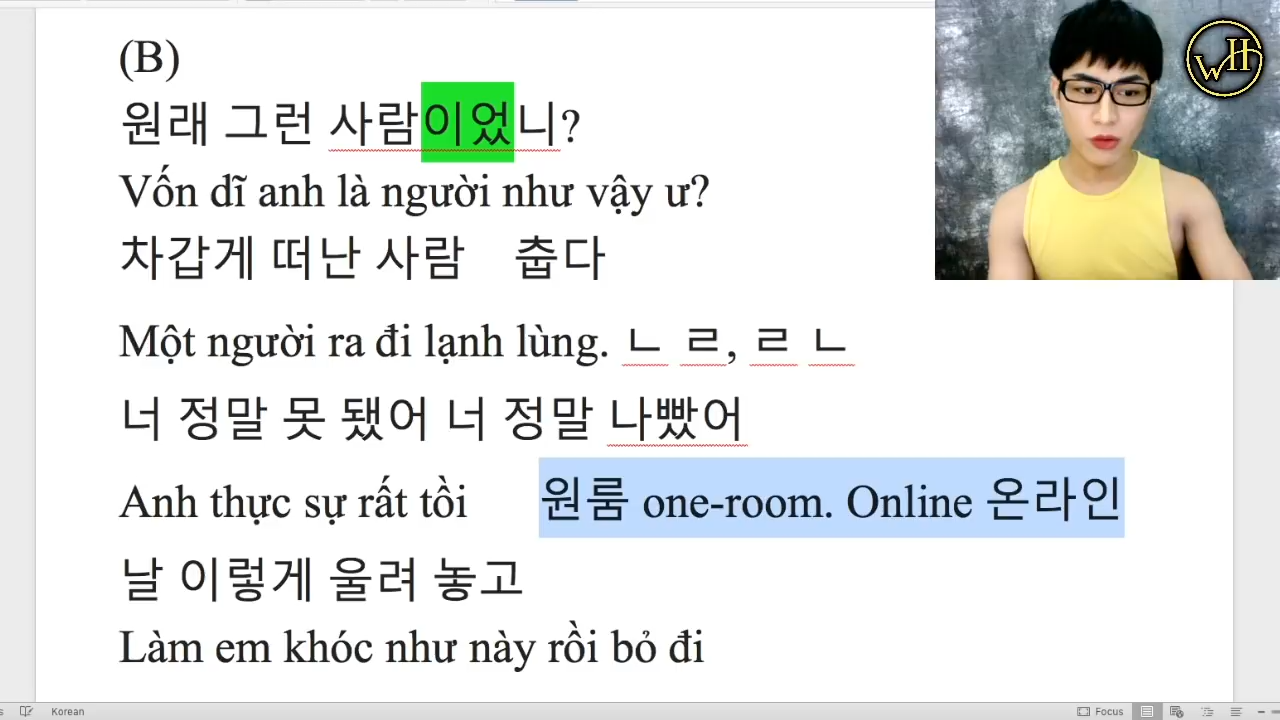 (B)
원래 그런 사람이었니?
Vốn dĩ anh là người như vậy ư?
차갑게 떠난 사람 춥다
Một người ra đi lạnh lùng. ㄴ ㄹ, ㄹ ㄴ
너 정말 못 됐어 너 정말 나빴어
Anh thực sự rất tồi 원룸 one-room. Online 온라인
날 이렇게 울려 놓고
Làm em khóc như này rồi bỏ đi
WH
Korean
Focus